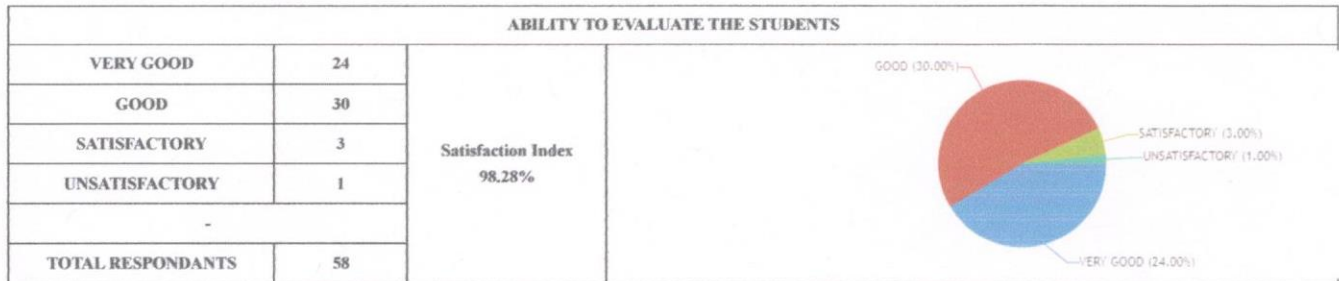 ABILITY TO EVALUATE THE STUDENTS
VERY GOOD 24
GOOD 30
SATISFACTORY 3
UNSATISFACTORY 1
-
TOTAL RESPONDANTS 58
Satisfaction Index
98.28%
GOOD (30.00%)
SATISFACTORY (3.00%)
UNSATISFACTORY (1.00%)
VERY GOOD (24.00%)